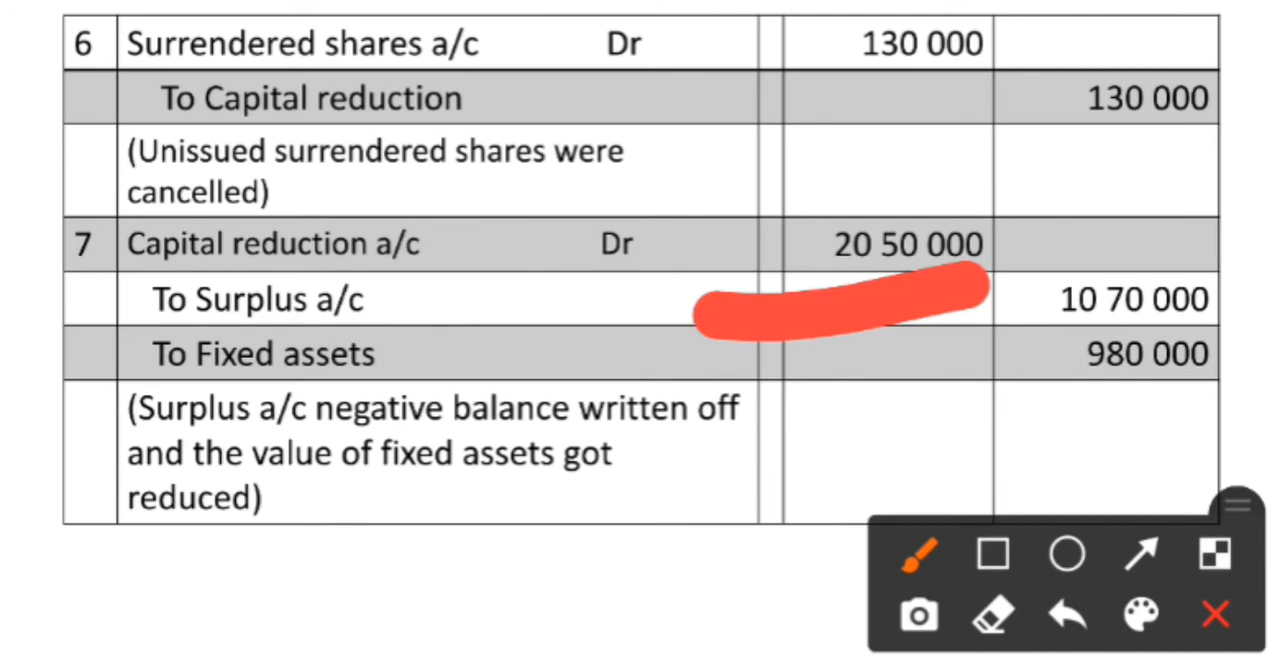 6 Surrendered shares a/c Dr 130 000
To Capital reduction 130 000
(Unissued surrendered shares were
cancelled)
7 Capital reduction a/c Dr 20 50 000
To Surplus a/c 10 70 000
To Fixed assets 980 000
(Surplus a/c negative balance written off
and the value of fixed assets got
reduced)